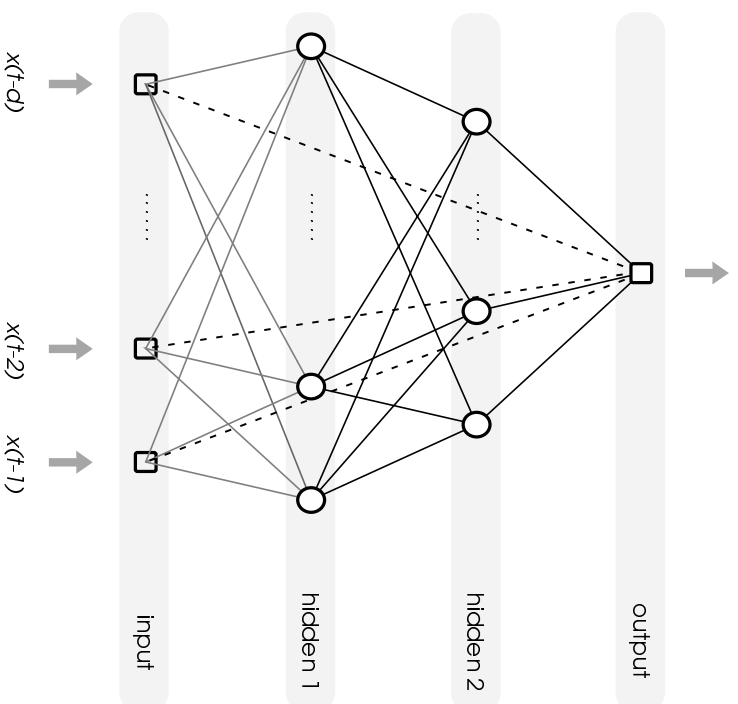 x(t-d)
x(t-2)
x(t-1)
input
hidden 1
hidden 2
output